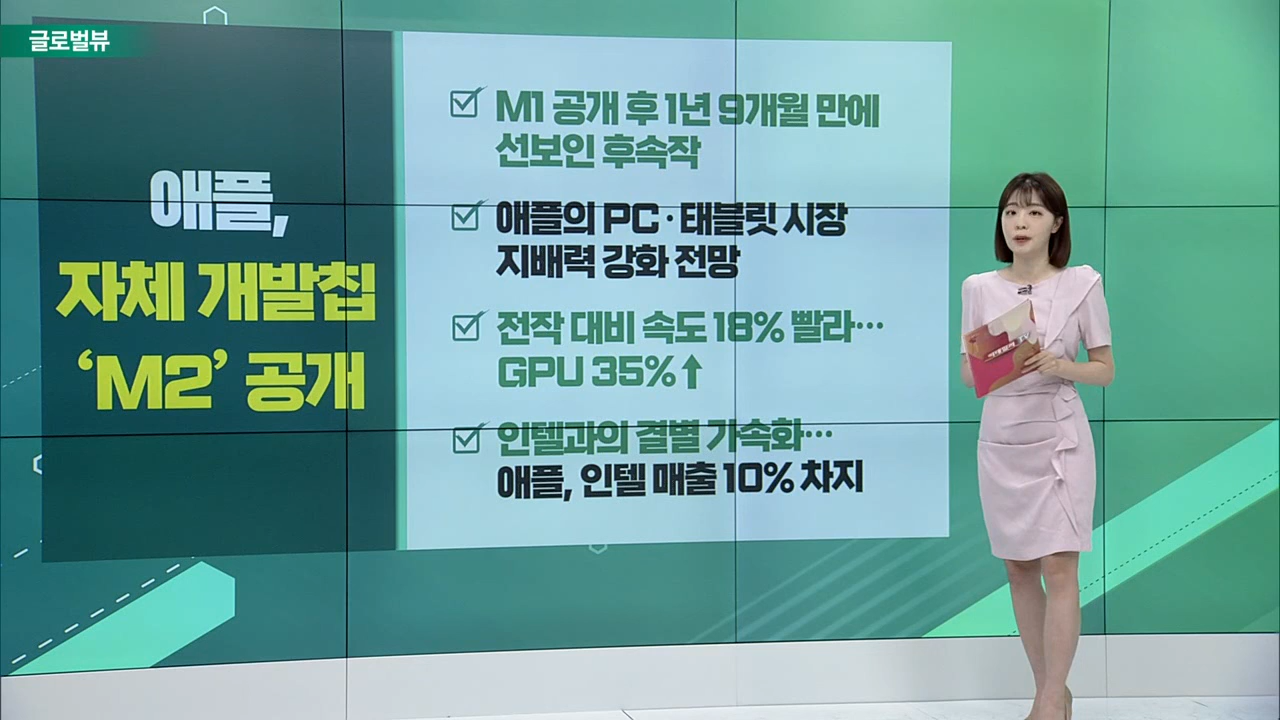 글로벌뷰
애플,
자체 개발칩
‘M2’ 공개
M1 공개 후 1년 9개월 만에
선보인 후속작
애플의 PC·태블릿 시장
지배력 강화 전망
전작 대비 속도 18% 빨라…
GPU 35%↑
인텔과의 결별 가속화…
애플, 인텔 매출 10% 차지